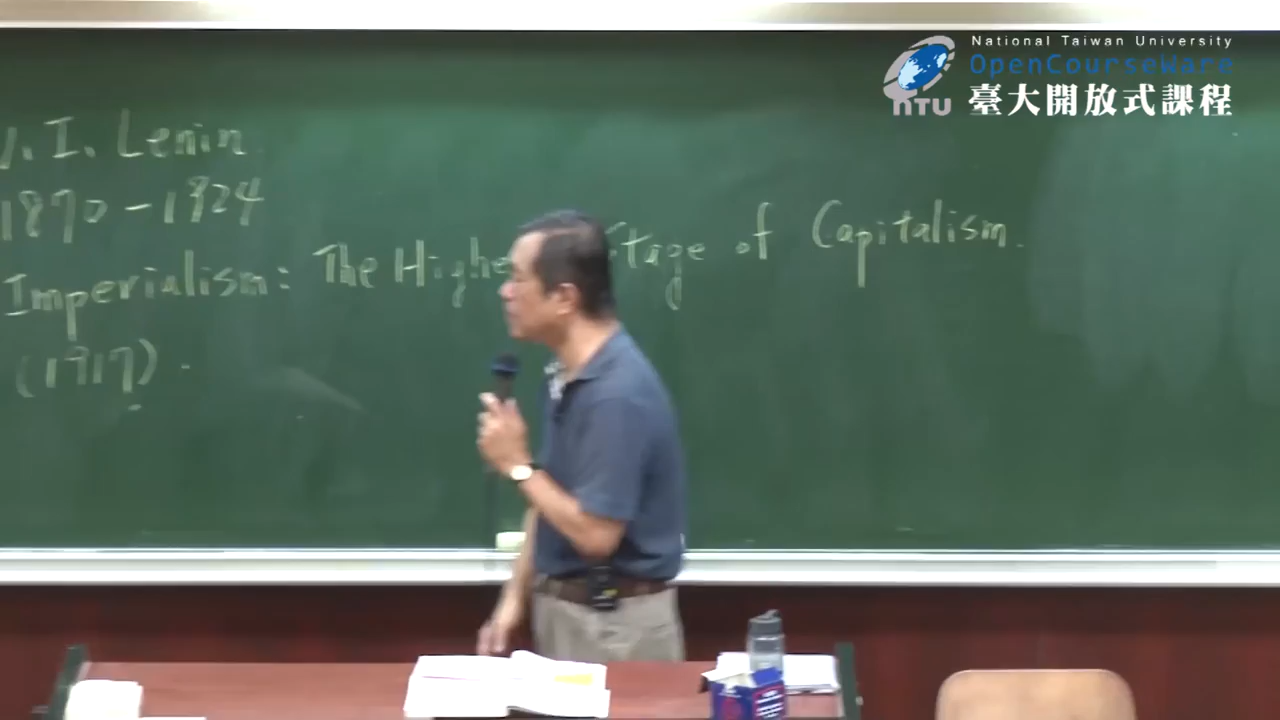 National Taiwan University
OpenCourseWare
NTU 臺大開放式課程
V. I. Lenin
1870-1924
Imperialism: The Highe Stage of Capitalism.
(1917).